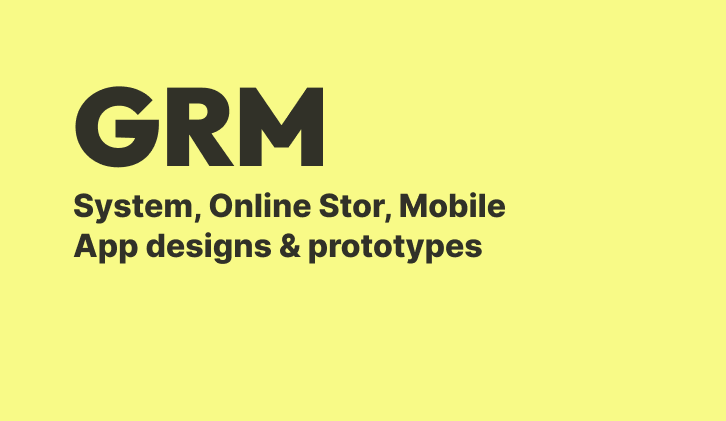 GRM
System, Online Stor, Mobile
App designs & prototypes